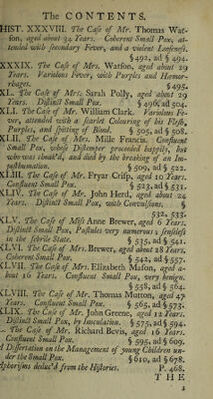 The CONTENTS.
HIST. XXXVIII. The Case of Mr. Thomas Wat-
son, aged about 34 Years. Coherent Small Pox, at-
tended with secondary Fever, and a violent Looseness.
§ 492, ad § 494.
XXXIX. The Case of Mrs. Watson, aged about 29
Years. Variolous Fever, with Purples and Hæmor-
rhages. § 495.
XL. The Case of Mrs. Sarah Polly, aged about 29
Years. Distinct Small Pox. § 496, ad 504.
XLI. The Case of Mr. William Clark. Variolous Fe-
ver, attended with a scarlet Colouring of his Flesh,
Purples, and spitting of Blood. § 505, ad § 508.
XLII. The Case of Mr. Mille Francis. Confluent
Small Pox, whose Distemper proceeded happily, but
who was choak'd, and died by the breaking of an Im-
posthumation. § 509, ad § 522.
XLIII. The Case of Mr. Fryar Crisp, aged 20 Years.
Confluent Small Pox. § 523, ad § 531.
XLIV. The Case of Mr. John Herd, aged about 24
Years. Distinct Small Pox, with Convulsions. §
532, 533.
XLV. The Case of Miss Anne Brewer, aged 6 Years.
Distinct Small Pox, Pustules very numerous, senseless
in the febrile State. § 535, ad § 541.
XLVI. The Case of Mrs. Brewer, aged about 28 Years.
Coherent Small Pox. § 542, ad § 557.
XLVII. The Case of Mrs. Elizabeth Mason, aged a-
bout 16 Years. Confluent Small Pox, very benign.
§ 558, ad § 564.
XLVIII. The Case of Mr. Thomas Mutton, aged 47
Years. Confluent Small Pox. § 565, ad § 575.
XLIX. The Case of Mr. John Greene, aged 12 Years.
Distinct Small Pox, by Inoculation. § 575, ad § 594.
L. The Case of Mr. Richard Bevis, aged 16 Years.
Confluent Small Pox. § 595, ad § 609.
Dissertation on the Management of young Children un-
der the Small Pox. § 610, ad § 678.
Aphorisms deduc'd from the Histories. P. 468.
THE